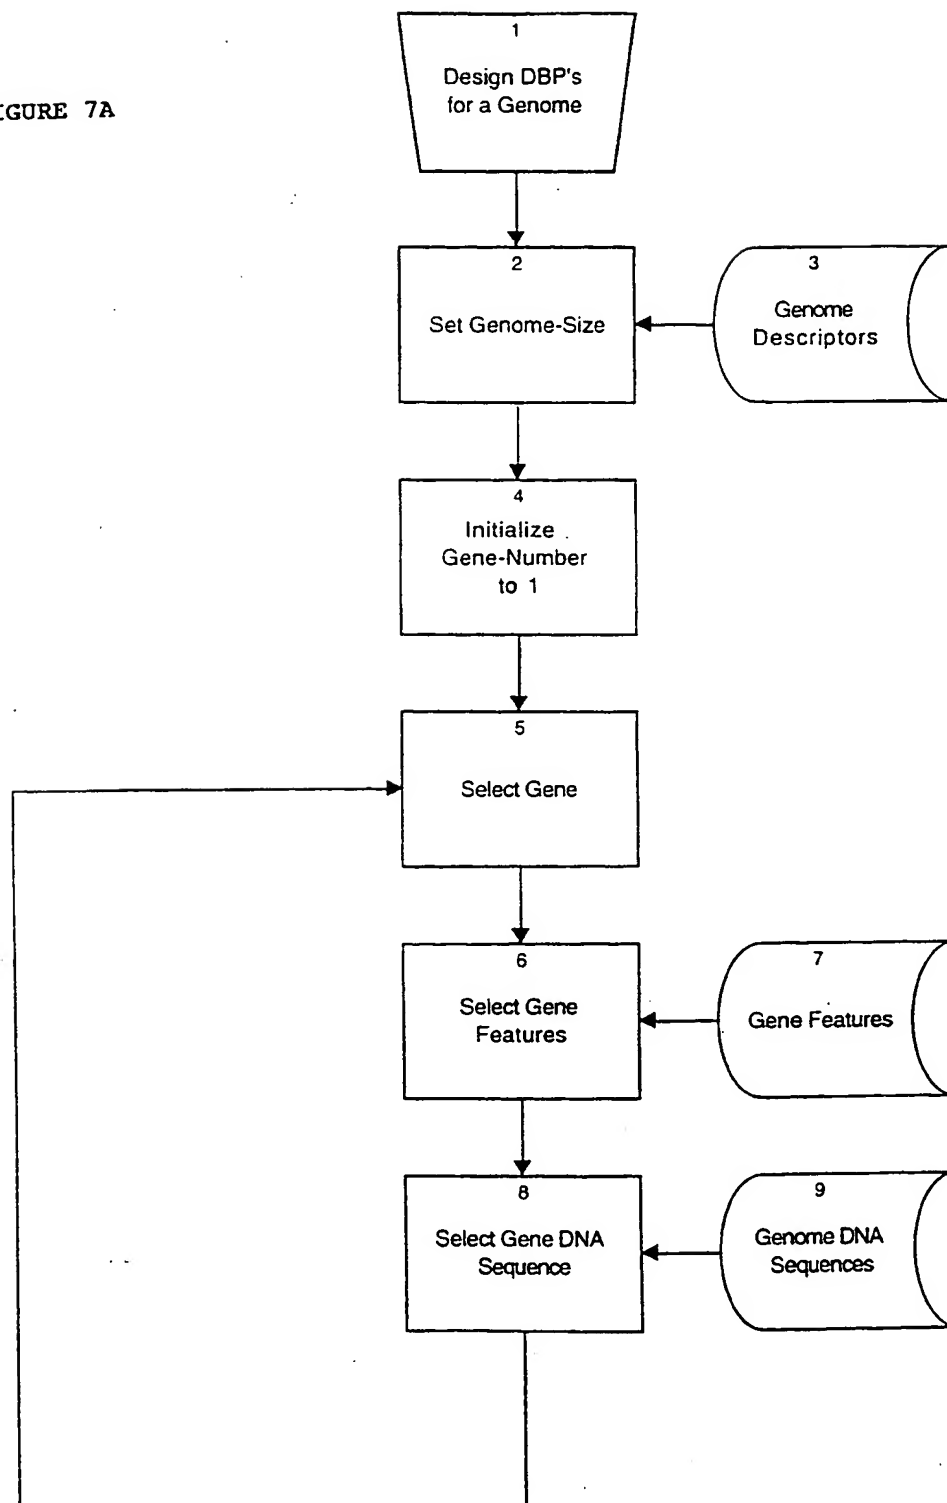 IGURE 7A
1
Design DBP's
for a Genome
2
Set Genome-Size
3
Genome
Descriptors
4
Initialize
Gene-Number
to 1
5
Select Gene
6
Select Gene
Features
7
Gene Features
8
Select Gene DNA
Sequence
9
Genome DNA
Sequences